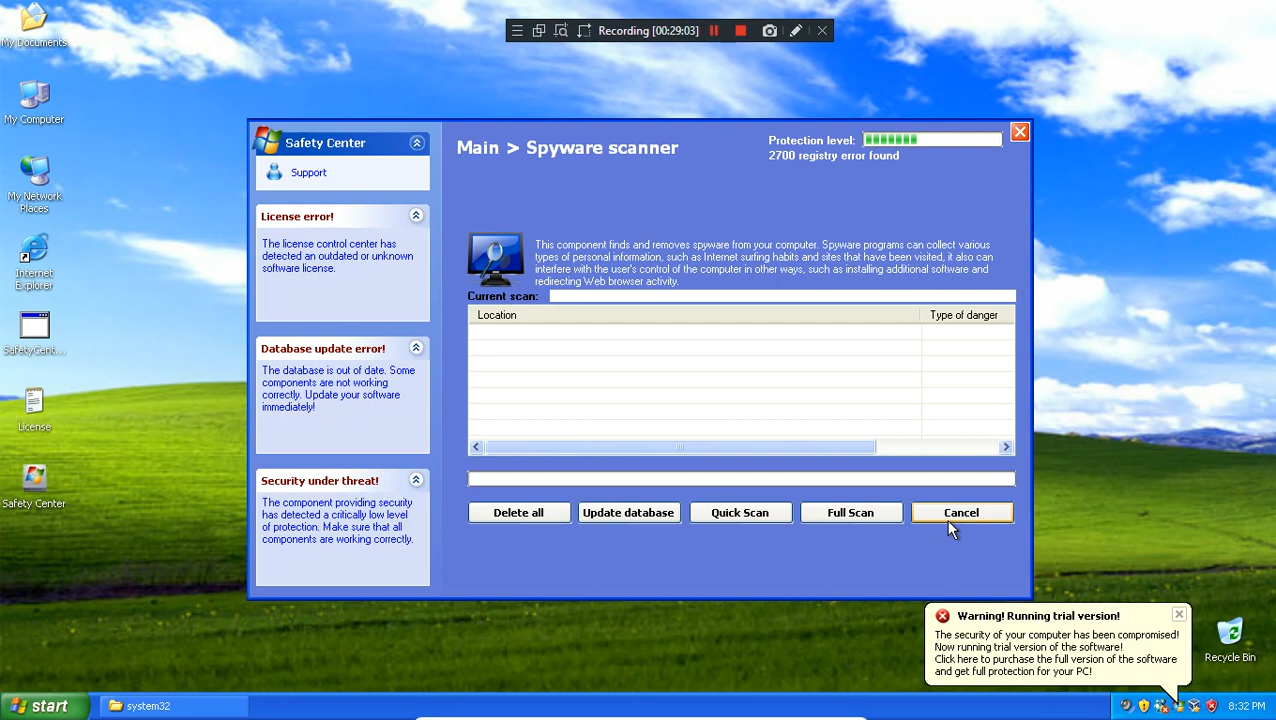 Recording [00:29:03]
My Documents
My Computer
My Network
Places
Internet
Explorer
SafetyCent...
License
Safety Center
Safety Center
Support
License error!
The license control center has
detected an outdated or unknown
software license.
Database update error!
The database is out of date. Some
components are not working
correctly. Update your software
immediately!
Security under threat!
The component providing security
has detected a critically low level
of protection. Make sure that all
components are working correctly.
Main > Spyware scanner
Protection level:
2700 registry error found
This component finds and removes spyware from your computer. Spyware programs can collect various
types of personal information, such as Internet surfing habits and sites that have been visited, it also can
interfere with the user's control of the computer in other ways, such as installing additional software and
redirecting Web browser activity.
Current scan:
Location Type of danger
Delete all Update database Quick Scan Full Scan Cancel
Warning! Running trial version!
The security of your computer has been compromised!
Now running trial version of the software!
Click here to purchase the full version of the software
and get full protection for your PC!
Recycle Bin
start system32 8:32 PM